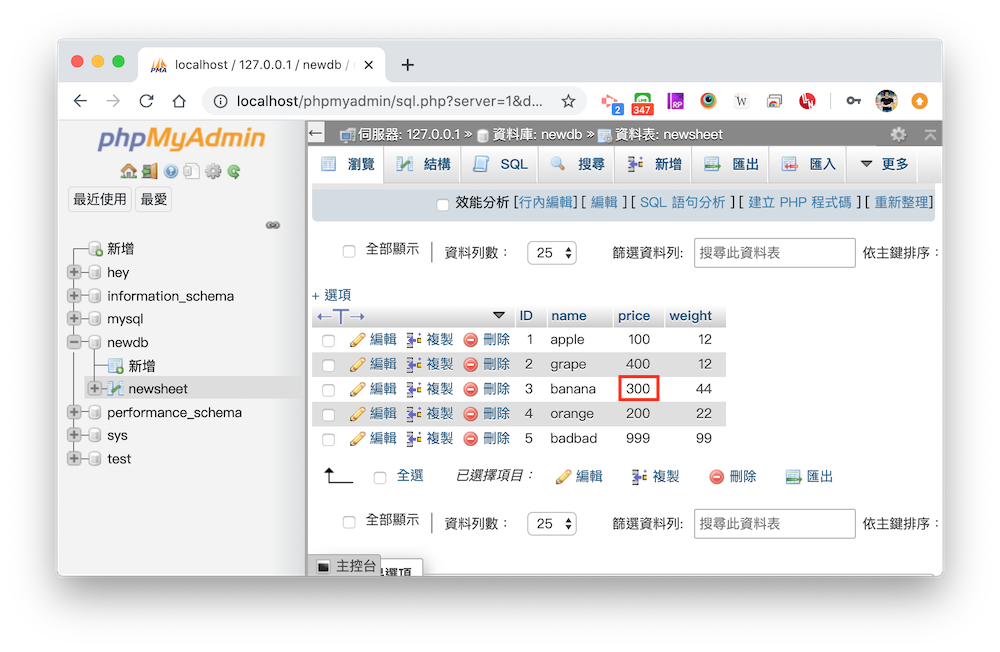 localhost / 127.0.0.1 / newdb /
localhost/phpmyadmin/sql.php?server=1&d...
2
347
RP
W
phpMyAdmin
最近使用 最愛
新增
hey
information_schema
mysql
newdb
新增
newsheet
performance_schema
sys
test
伺服器: 127.0.0.1 » 資料庫: newdb » 資料表: newsheet
瀏覽 結構 SQL 搜尋 新增 匯出 匯入 更多
效能分析 [行內編輯] [ 編輯 ] [ SQL 語句分析 ] [ 建立 PHP 程式碼 ] [ 重新整理]
全部顯示 資料列數： 25 篩選資料列: 搜尋此資料表 依主鍵排序：
+ 選項
←T→ ID name price weight
編輯 複製 刪除 1 apple 100 12
編輯 複製 刪除 2 grape 400 12
編輯 複製 刪除 3 banana 300 44
編輯 複製 刪除 4 orange 200 22
編輯 複製 刪除 5 badbad 999 99
全選 已選擇項目： 編輯 複製 刪除 匯出
全部顯示 資料列數： 25 篩選資料列: 搜尋此資料表 依主鍵排序：
主控台